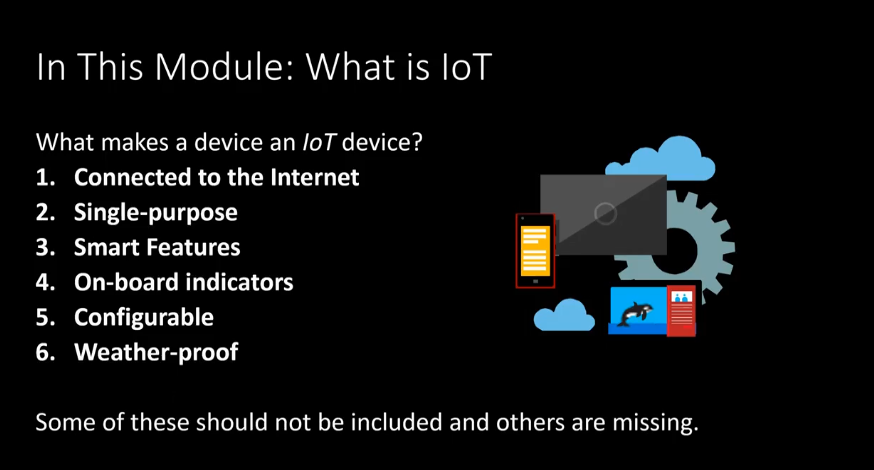 In This Module: What is IoT
What makes a device an IoT device?
1. Connected to the Internet
2. Single-purpose
3. Smart Features
4. On-board indicators
5. Configurable
6. Weather-proof
Some of these should not be included and others are missing.